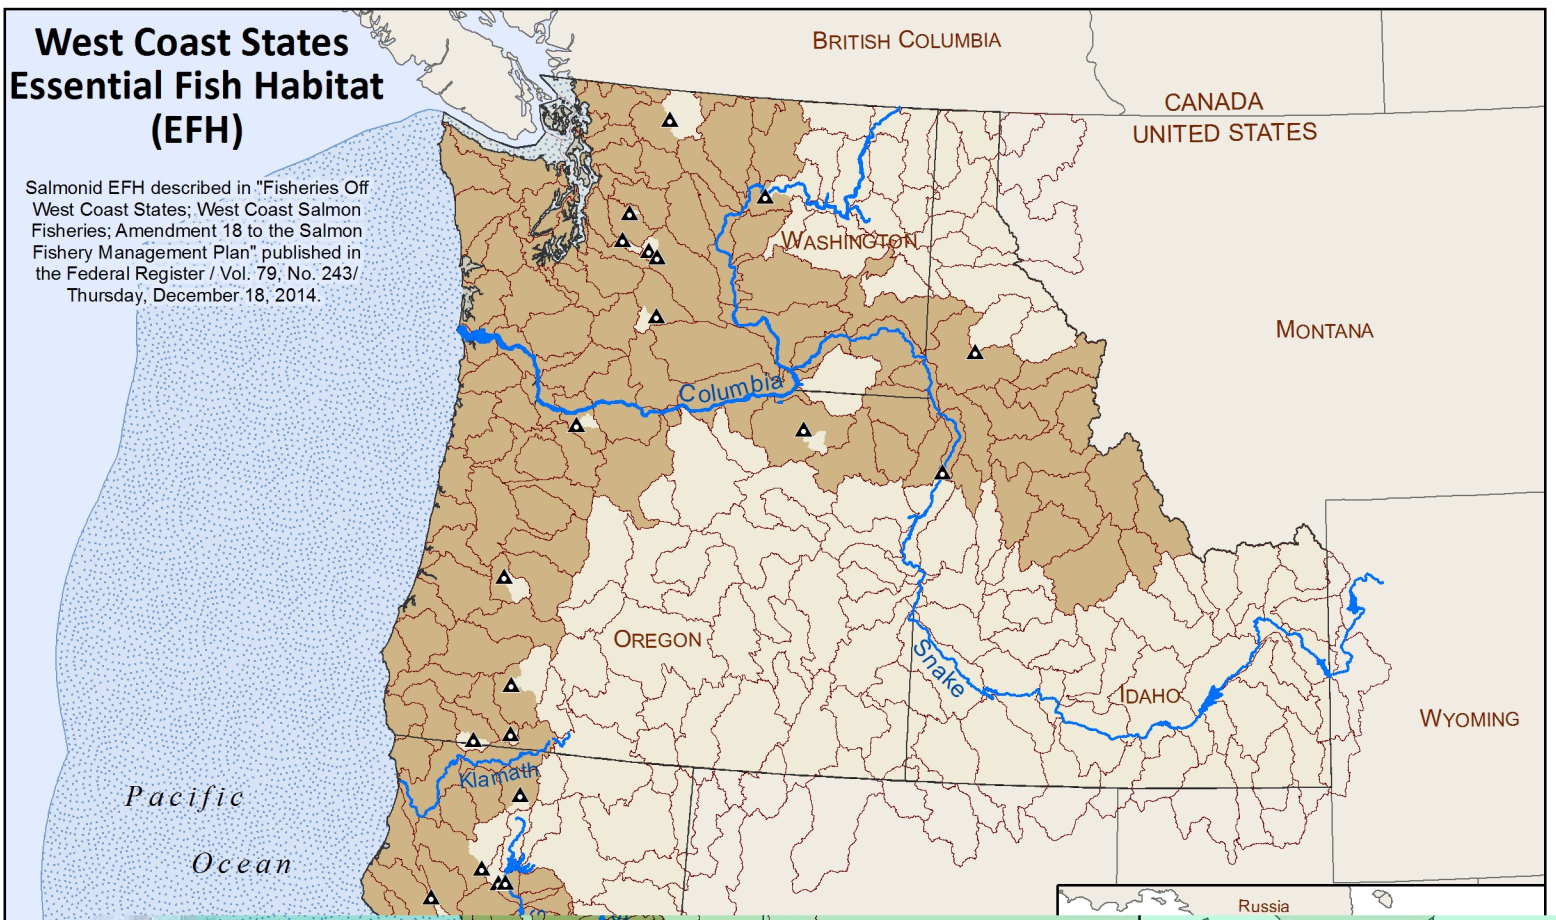 West Coast States
Essential Fish Habitat
(EFH)
Salmonid EFH described in "Fisheries Off
West Coast States; West Coast Salmon
Fisheries; Amendment 18 to the Salmon
Fishery Management Plan" published in
the Federal Register / Vol. 79, No. 243/
Thursday, December 18, 2014.
BRITISH COLUMBIA
CANADA
UNITED STATES
WASHINGTON
MONTANA
Columbia
OREGON
Snake
IDAHO
WYOMING
Klamath
Pacific
Ocean
Russia